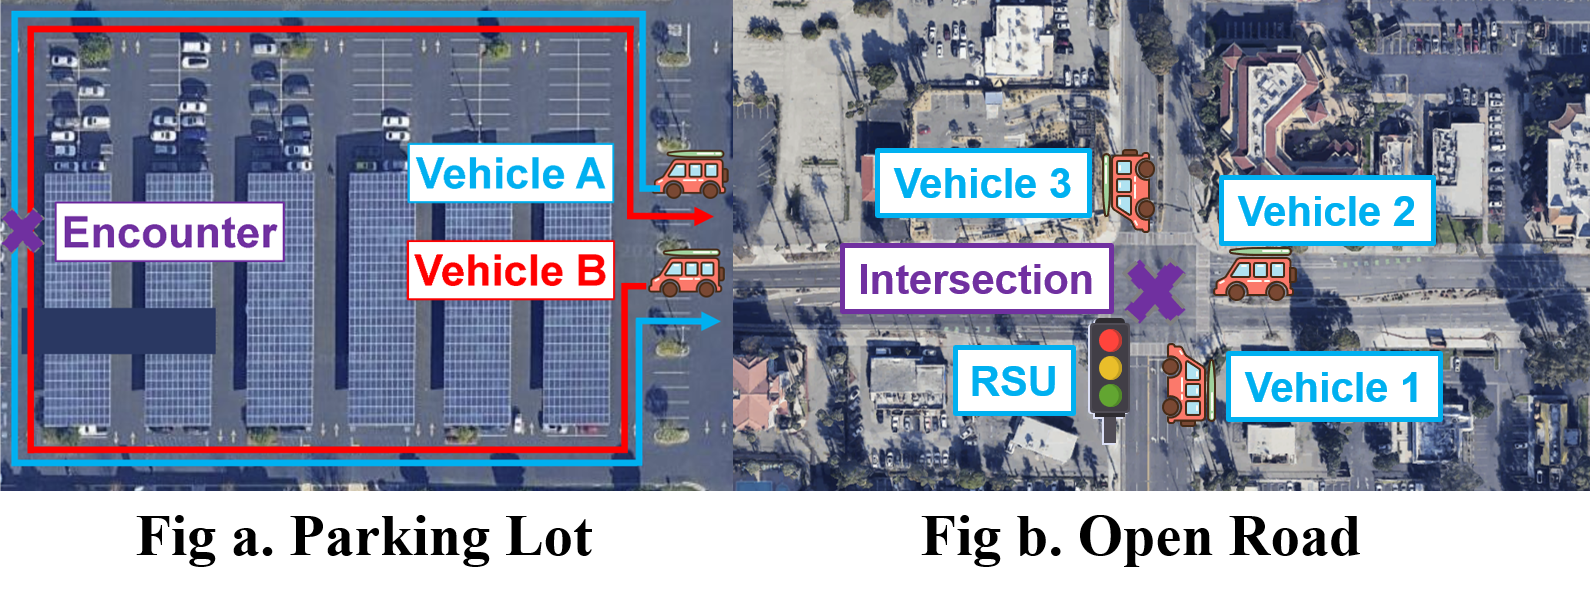 Vehicle A
Encounter
Vehicle B
Fig a. Parking Lot
Vehicle 3
Vehicle 2
Intersection
RSU
Vehicle 1
Fig b. Open Road